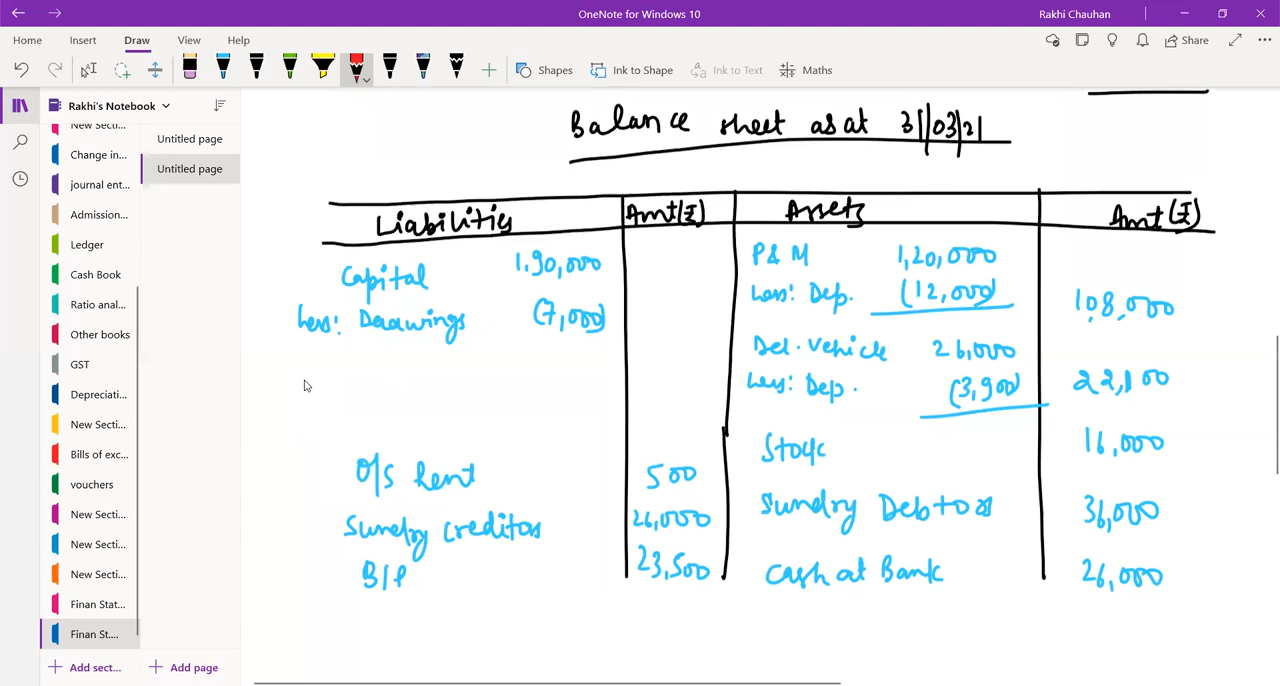 OneNote for Windows 10
Rakhi Chauhan
Home Insert Draw View Help
Share
Shapes Ink to Shape Ink to Text Maths
Rakhi's Notebook
New Secti...
Change in...
journal ent...
Admission...
Ledger
Cash Book
Ratio anal...
Other books
GST
Depreciati...
New Secti...
Bills of exc...
vouchers
New Secti...
New Secti...
New Secti...
Finan Stat...
Finan St....
Add sect...
Untitled page
Untitled page
Add page
Balance sheet as at 31/03/21
Liabilities Amt(₹) Assets Amt(₹)
Capital 1,90,000
Less: Drawings (7,000)
O/S Rent 500
Sundry creditors 26,000
B/P 23,500
P& M 1,20,000
Less: Dep. (12,000) 108,000
Del. vehicle 26,000
Less: Dep. (3,900) 22,100
Stock 16,000
Sundry Debtors 36,000
Cash at Bank 26,000